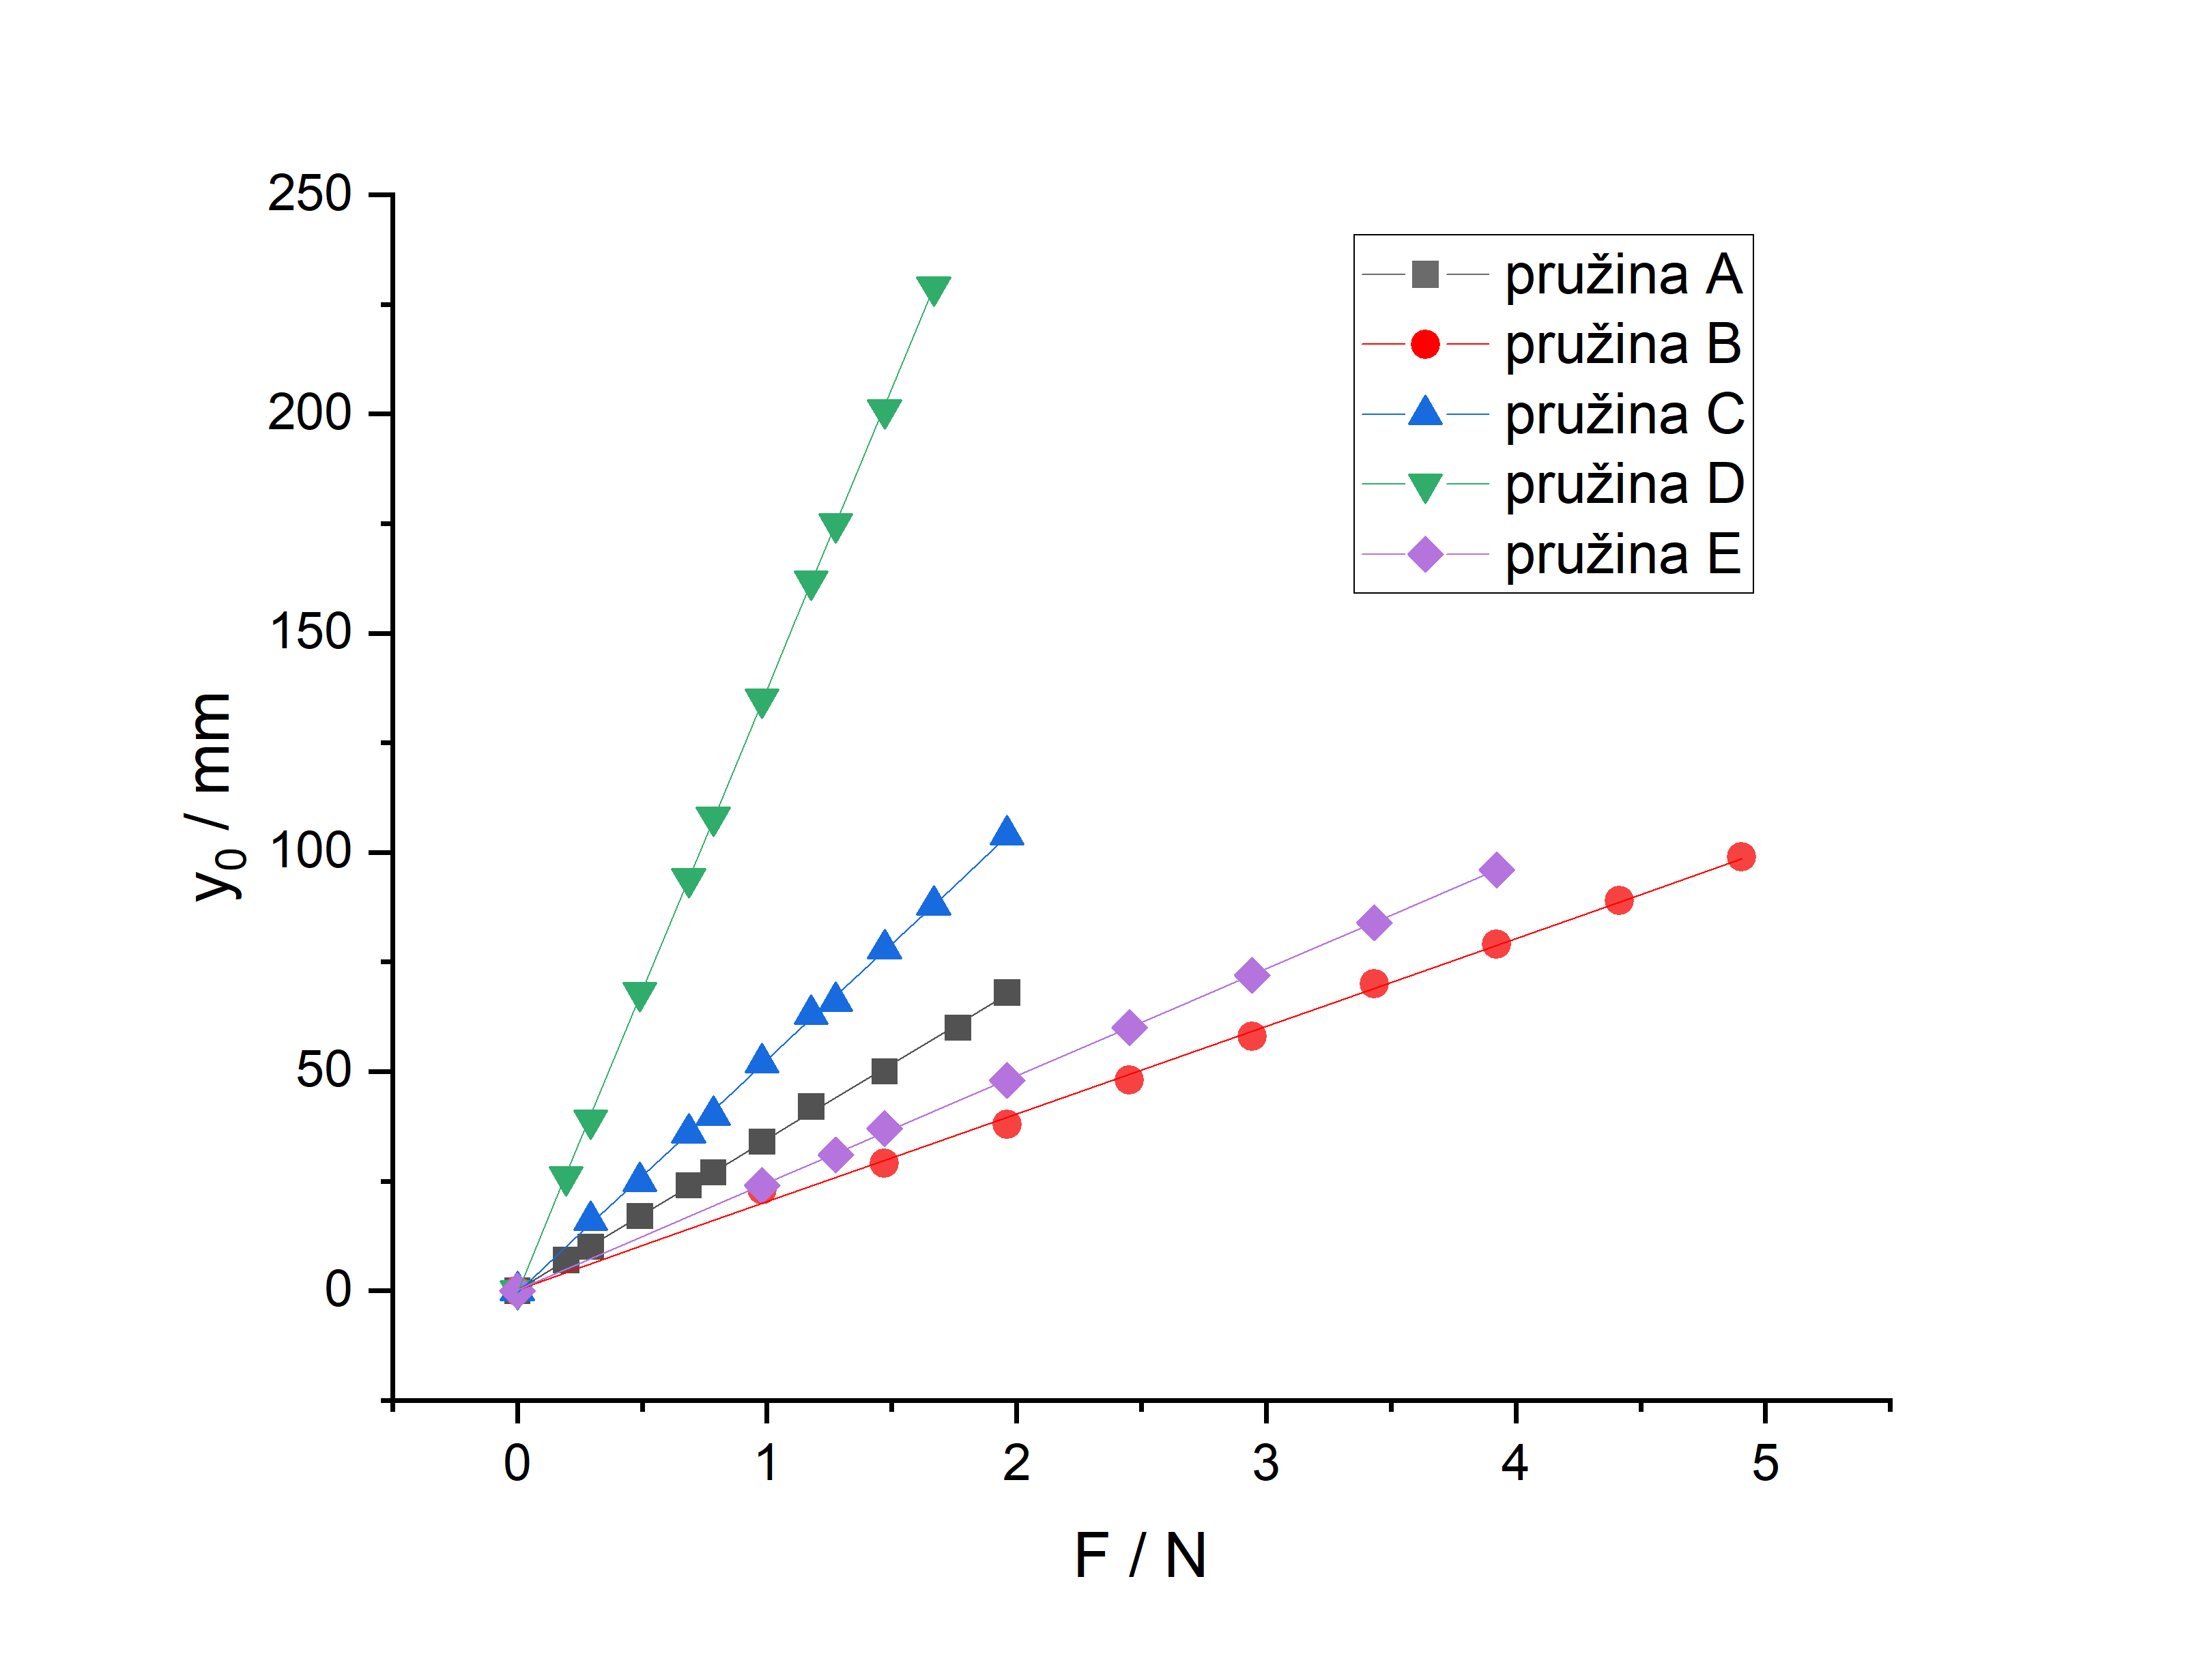 250
200
150
100
50
0
y₀ / mm
0 1 2 3 4 5
F / N
pružina A
pružina B
pružina C
pružina D
pružina E